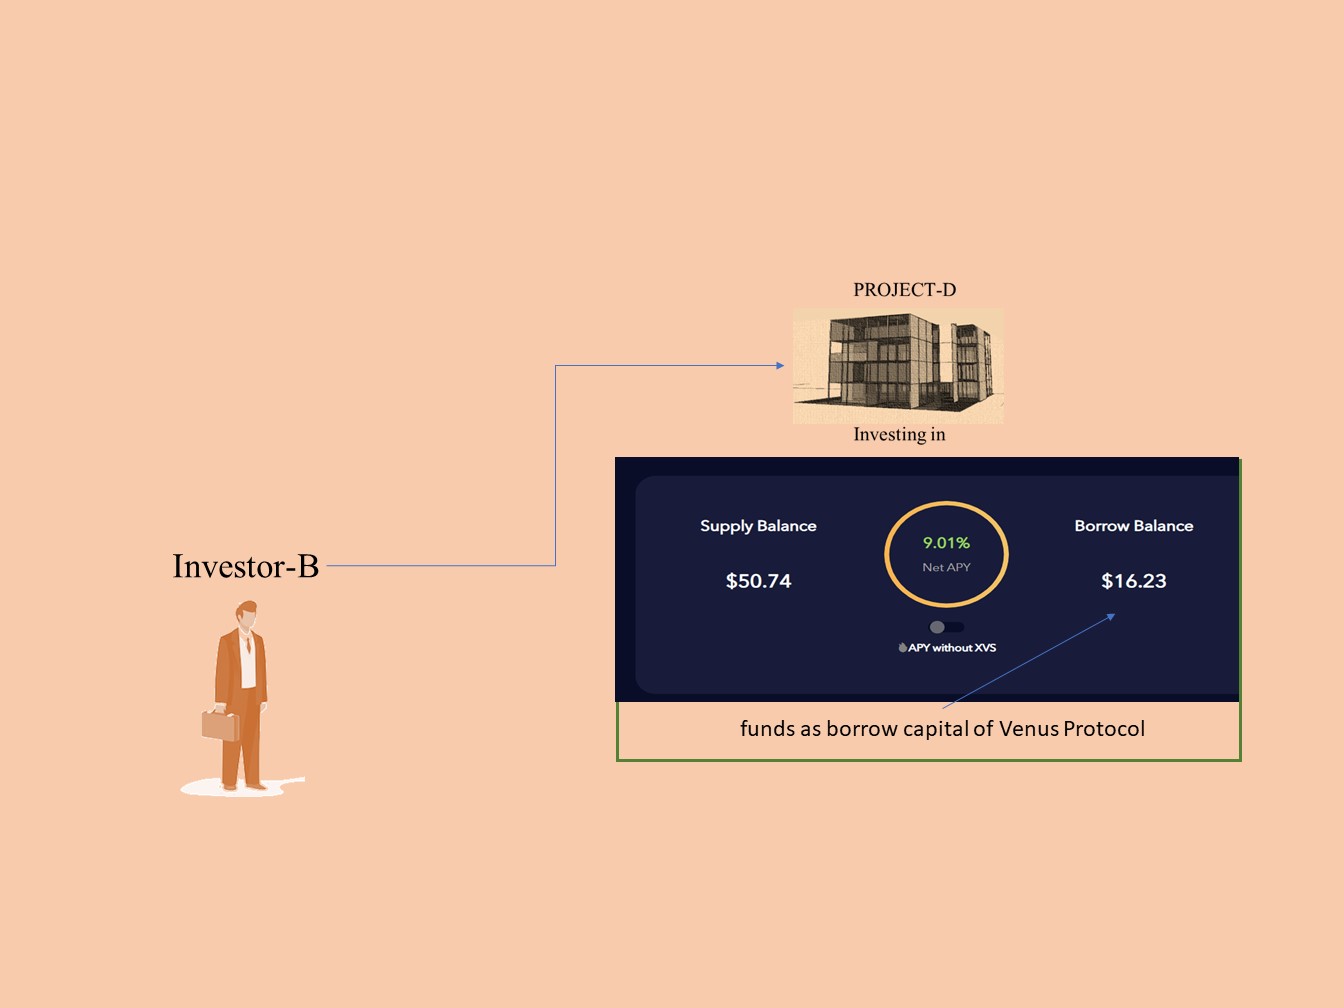 PROJECT-D
Investing in
Investor-B
Supply Balance
$50.74
9.01%
Net APY
APY without XVS
Borrow Balance
$16.23
funds as borrow capital of Venus Protocol